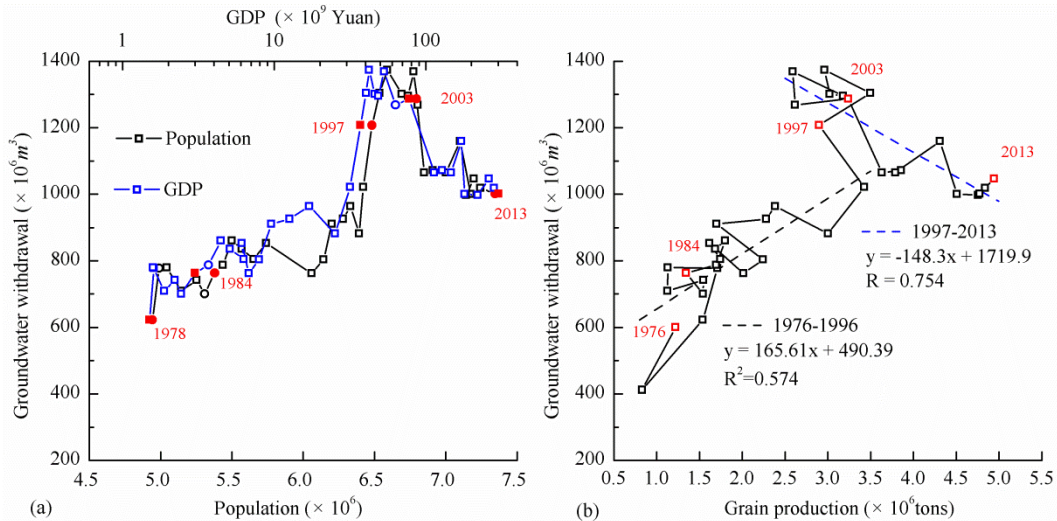 GDP (× 10⁹ Yuan)
1 10 100
1400
1200
1000
800
600
400
200
Groundwater withdrawal (× 10⁶ m³)
Population
GDP
1997
2003
1984
1978
2013
4.5 5.0 5.5 6.0 6.5 7.0 7.5
(a) Population (× 10⁶)
1400
1200
1000
800
600
400
200
Groundwater withdrawal (× 10⁶ m³)
2003
1997
2013
1984
1976
1997-2013
y = -148.3x + 1719.9
R = 0.754
1976-1996
y = 165.61x + 490.39
R²=0.574
0.5 1.0 1.5 2.0 2.5 3.0 3.5 4.0 4.5 5.0 5.5
(b) Grain production (× 10⁶ tons)